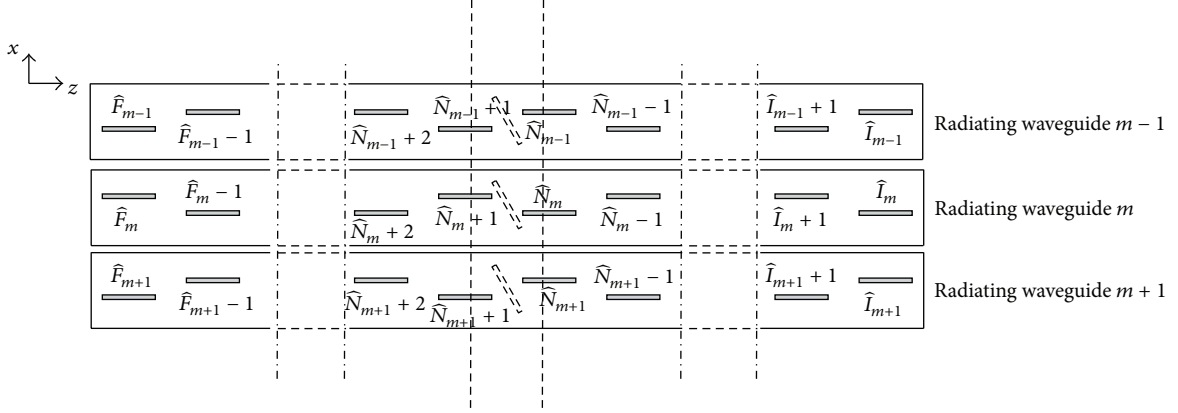 x
z
F̂ₘ₋₁ N̂ₘ₋₁ + 1 N̂ₘ₋₁ − 1 Îₘ₋₁ + 1
F̂ₘ₋₁ − 1 N̂ₘ₋₁ + 2 N̂ₘ₋₁ Îₘ₋₁ Radiating waveguide m − 1
F̂ₘ − 1 N̂ₘ Îₘ
F̂ₘ N̂ₘ + 2 N̂ₘ + 1 N̂ₘ − 1 Îₘ + 1 Radiating waveguide m
F̂ₘ₊₁ N̂ₘ₊₁ − 1 Îₘ₊₁ + 1
F̂ₘ₊₁ − 1 N̂ₘ₊₁ + 2 N̂ₘ₊₁ + 1 N̂ₘ₊₁ Îₘ₊₁ Radiating waveguide m + 1